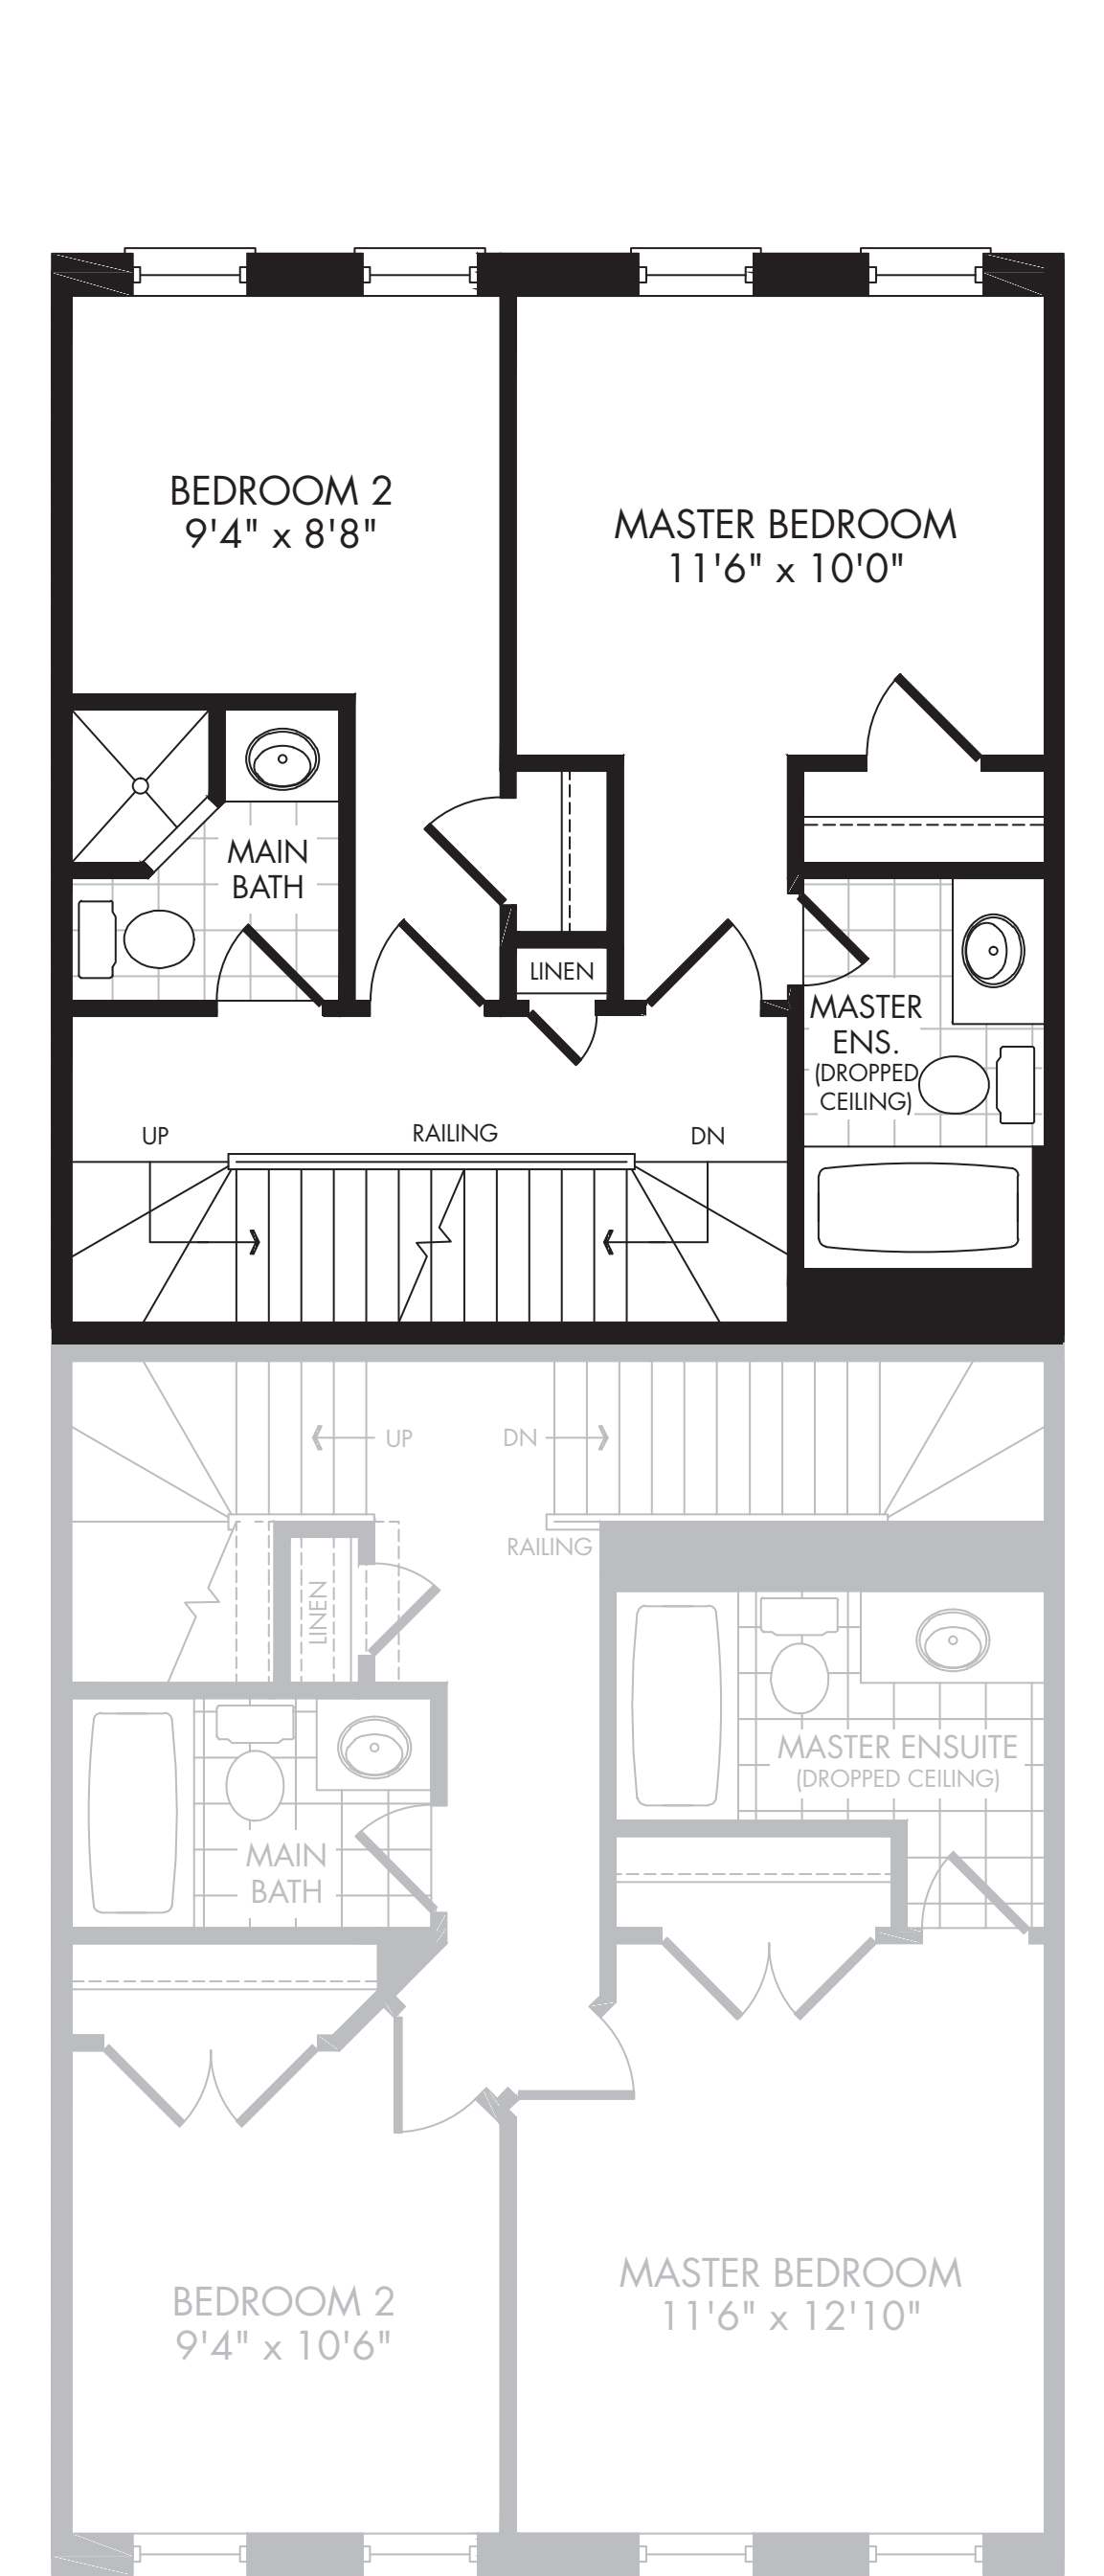 BEDROOM 2
9'4" x 8'8"
MASTER BEDROOM
11'6" x 10'0"
MAIN
BATH
LINEN
MASTER
ENS.
(DROPPED
CEILING)
UP
RAILING
DN
UP
DN
RAILING
LINEN
MASTER ENSUITE
(DROPPED CEILING)
MAIN
BATH
MASTER BEDROOM
11'6" x 12'10"
BEDROOM 2
9'4" x 10'6"